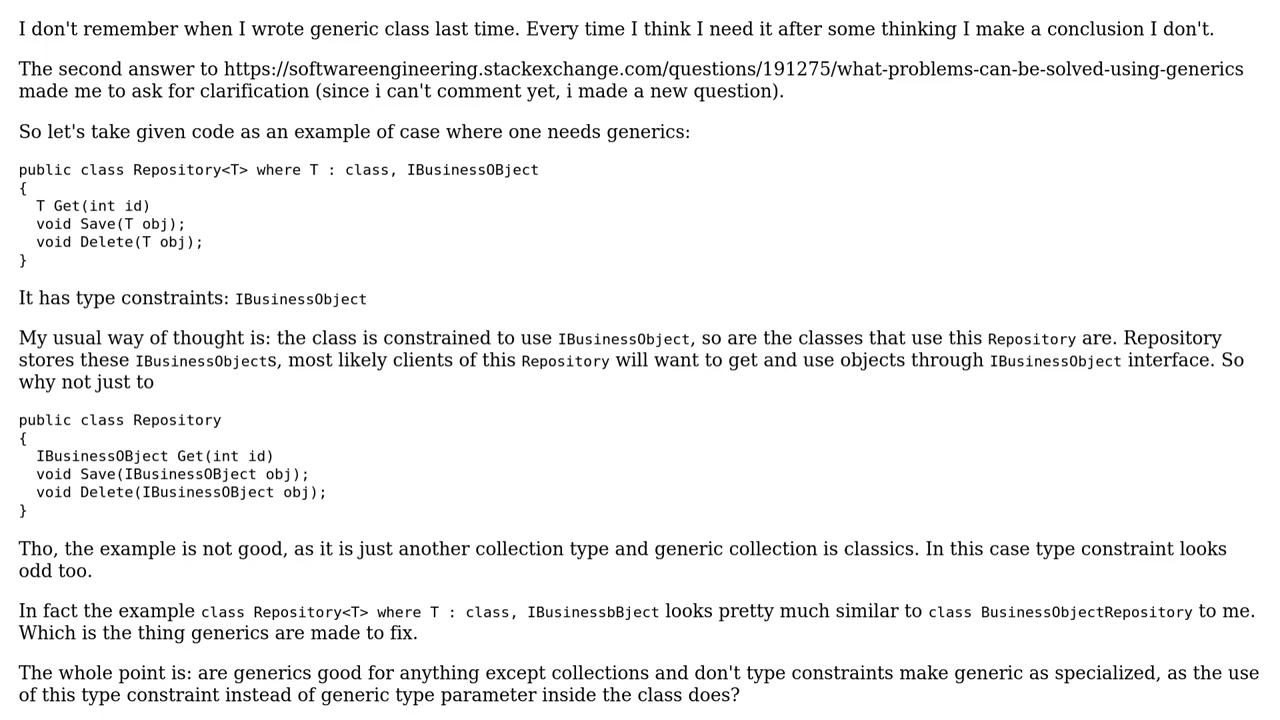 I don't remember when I wrote generic class last time. Every time I think I need it after some thinking I make a conclusion I don't.
The second answer to https://softwareengineering.stackexchange.com/questions/191275/what-problems-can-be-solved-using-generics
made me to ask for clarification (since i can't comment yet, i made a new question).
So let's take given code as an example of case where one needs generics:
public class Repository<T> where T : class, IBusinessOBject
{
  T Get(int id)
  void Save(T obj);
  void Delete(T obj);
}
It has type constraints: IBusinessObject
My usual way of thought is: the class is constrained to use IBusinessObject, so are the classes that use this Repository are. Repository
stores these IBusinessObjects, most likely clients of this Repository will want to get and use objects through IBusinessObject interface. So
why not just to
public class Repository
{
  IBusinessOBject Get(int id)
  void Save(IBusinessOBject obj);
  void Delete(IBusinessOBject obj);
}
Tho, the example is not good, as it is just another collection type and generic collection is classics. In this case type constraint looks
odd too.
In fact the example class Repository<T> where T : class, IBusinessbBject looks pretty much similar to class BusinessObjectRepository to me.
Which is the thing generics are made to fix.
The whole point is: are generics good for anything except collections and don't type constraints make generic as specialized, as the use
of this type constraint instead of generic type parameter inside the class does?